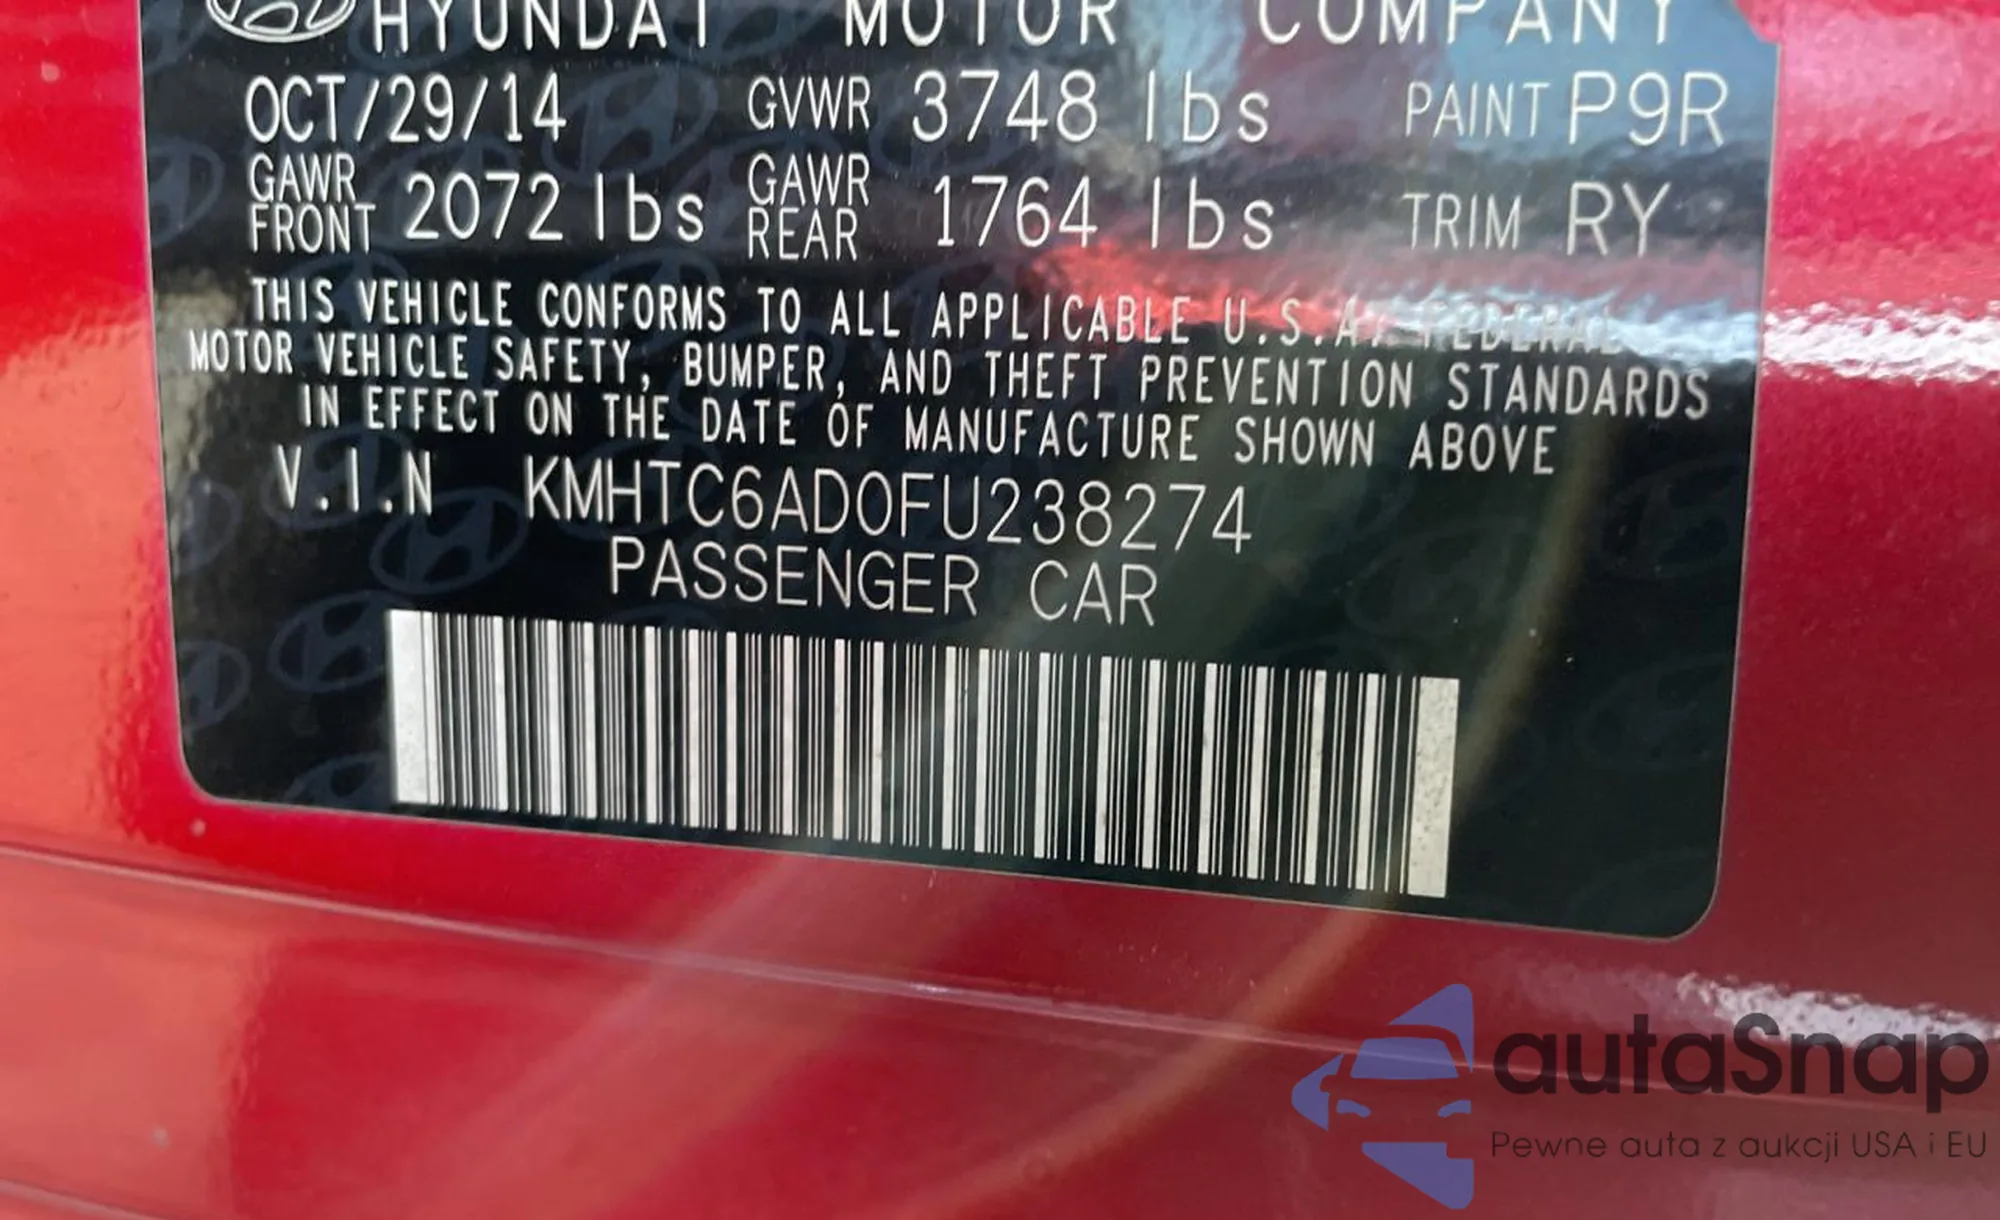 HYUNDAI MOTOR COMPANY
OCT/29/14 GVWR 3748 lbs PAINT P9R
GAWR FRONT 2072 lbs GAWR REAR 1764 lbs TRIM RY
THIS VEHICLE CONFORMS TO ALL APPLICABLE U.S.A. FEDERAL
MOTOR VEHICLE SAFETY, BUMPER, AND THEFT PREVENTION STANDARDS
IN EFFECT ON THE DATE OF MANUFACTURE SHOWN ABOVE
V.I.N KMHTC6AD0FU238274
PASSENGER CAR
autaSnap
Pewne auta z aukcji USA i EU